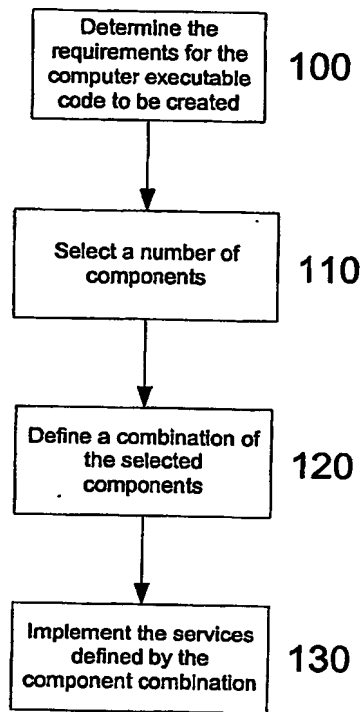 Determine the
requirements for the
computer executable
code to be created
100
Select a number of
components
110
Define a combination of
the selected
components
120
Implement the services
defined by the
component combination
130